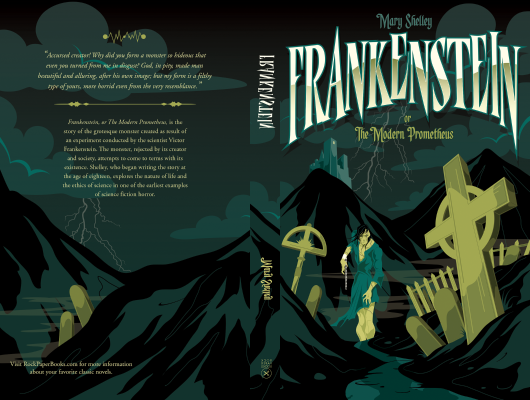 "Accursed creator! Why did you form a monster so hideous that
even you turned from me in disgust? God, in pity, made man
beautiful and alluring, after his own image; but my form is a filthy
type of yours, more horrid even from the very resemblance."
Frankenstein, or The Modern Prometheus, is the
story of the grotesque monster created as result of
an experiment conducted by the scientist Victor
Frankenstein. The monster, rejected by its creator
and society, attempts to come to terms with its
existence. Shelley, who began writing the story at
the age of eighteen, explores the nature of life and
the ethics of science in one of the earliest examples
of science fiction horror.
Visit RockPaperBooks.com for more information
about your favorite classic novels.
FRANKENSTEIN
Mary Shelley
FRANKENSTEIN
or
The Modern Prometheus